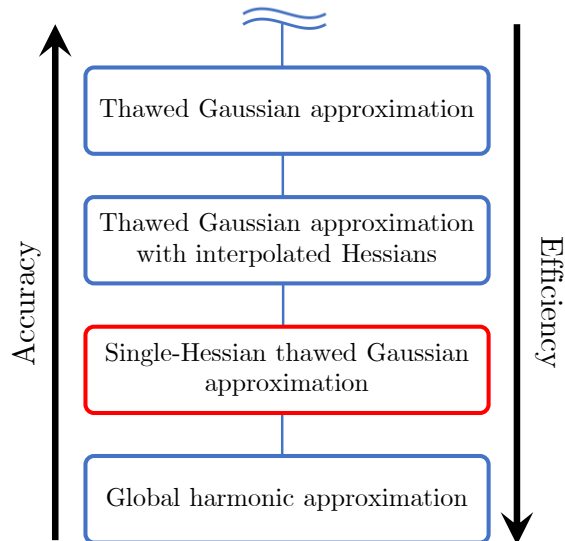 Thawed Gaussian approximation
Thawed Gaussian approximation
with interpolated Hessians
Single-Hessian thawed Gaussian
approximation
Global harmonic approximation
Accuracy
Efficiency